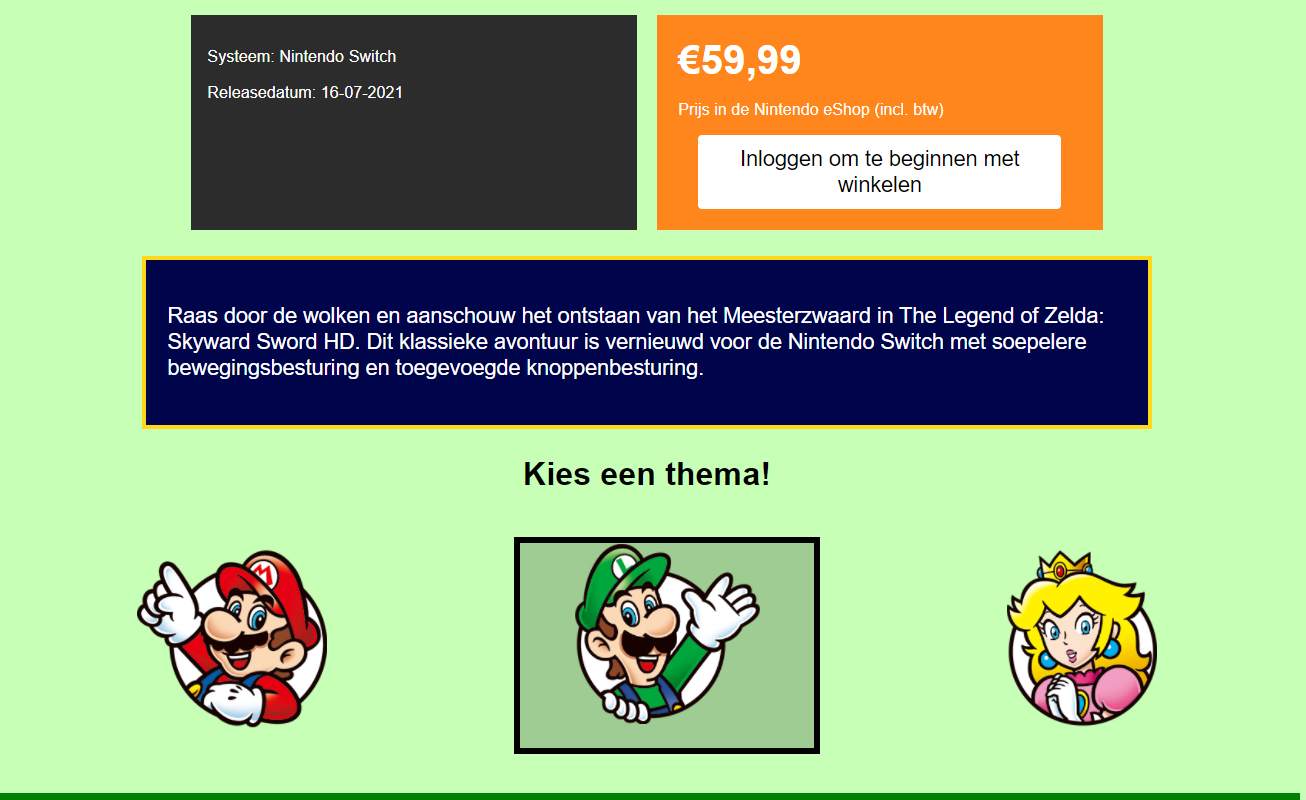 Systeem: Nintendo Switch
Releasedatum: 16-07-2021
€59,99
Prijs in de Nintendo eShop (incl. btw)
Inloggen om te beginnen met
winkelen
Raas door de wolken en aanschouw het ontstaan van het Meesterzwaard in The Legend of Zelda:
Skyward Sword HD. Dit klassieke avontuur is vernieuwd voor de Nintendo Switch met soepelere
bewegingsbesturing en toegevoegde knoppenbesturing.
Kies een thema!
M
L